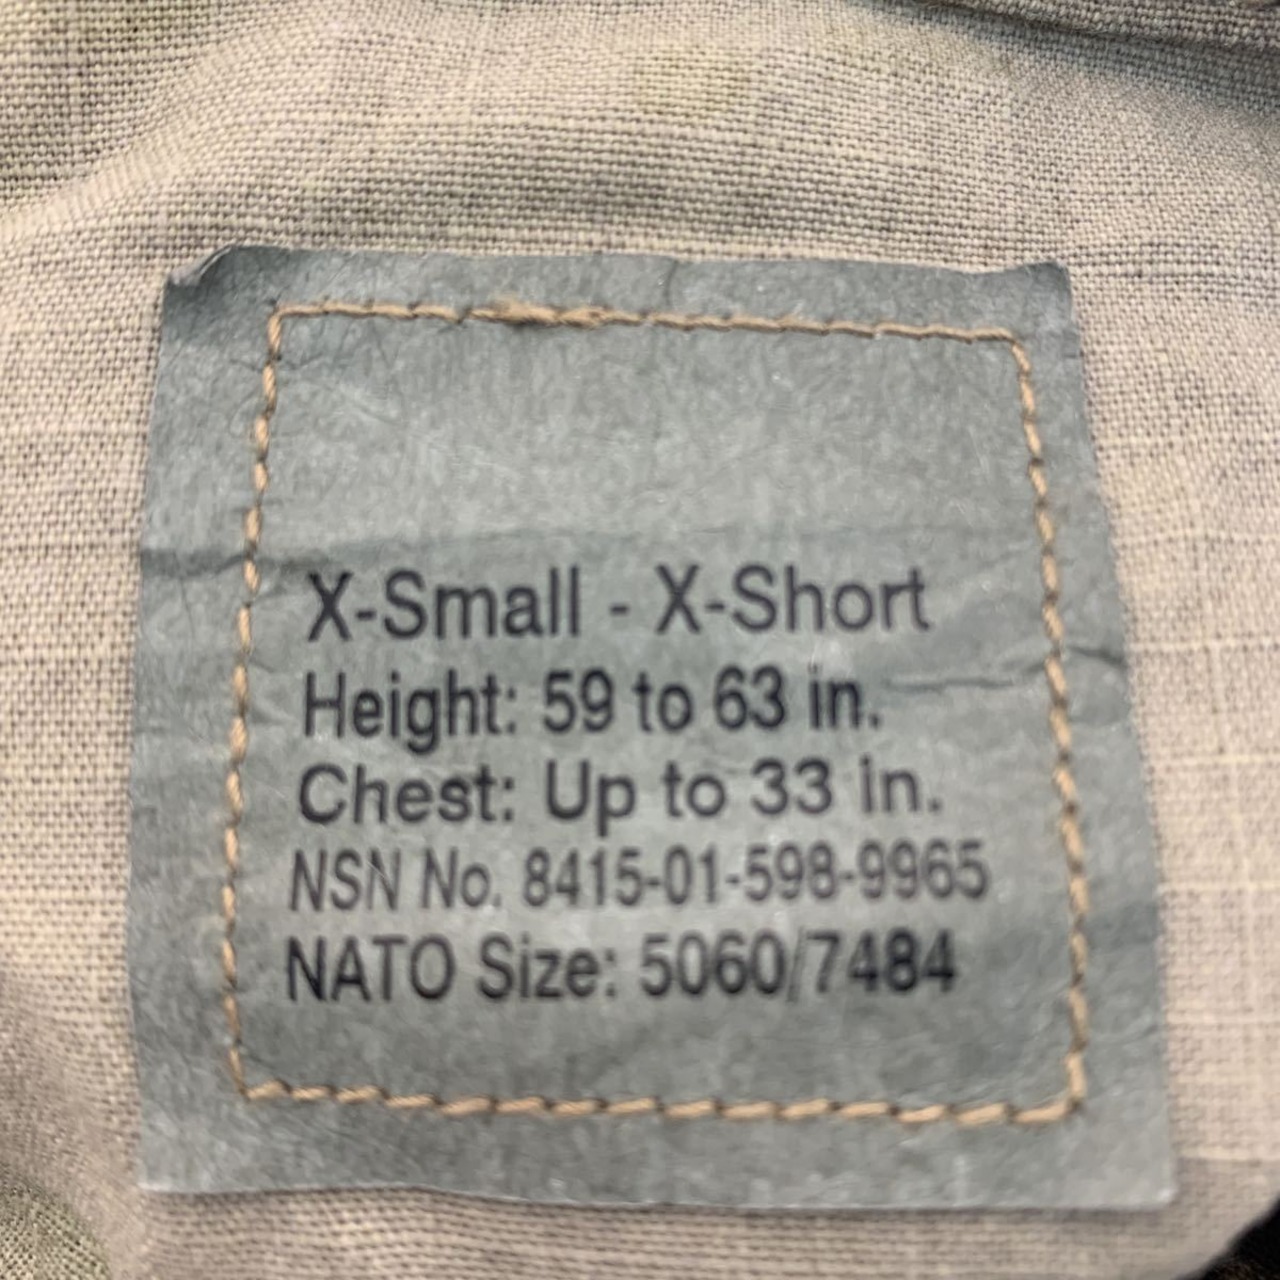 X-Small - X-Short
Height: 59 to 63 in.
Chest: Up to 33 in.
NSN No. 8415-01-598-9965
NATO Size: 5060/7484